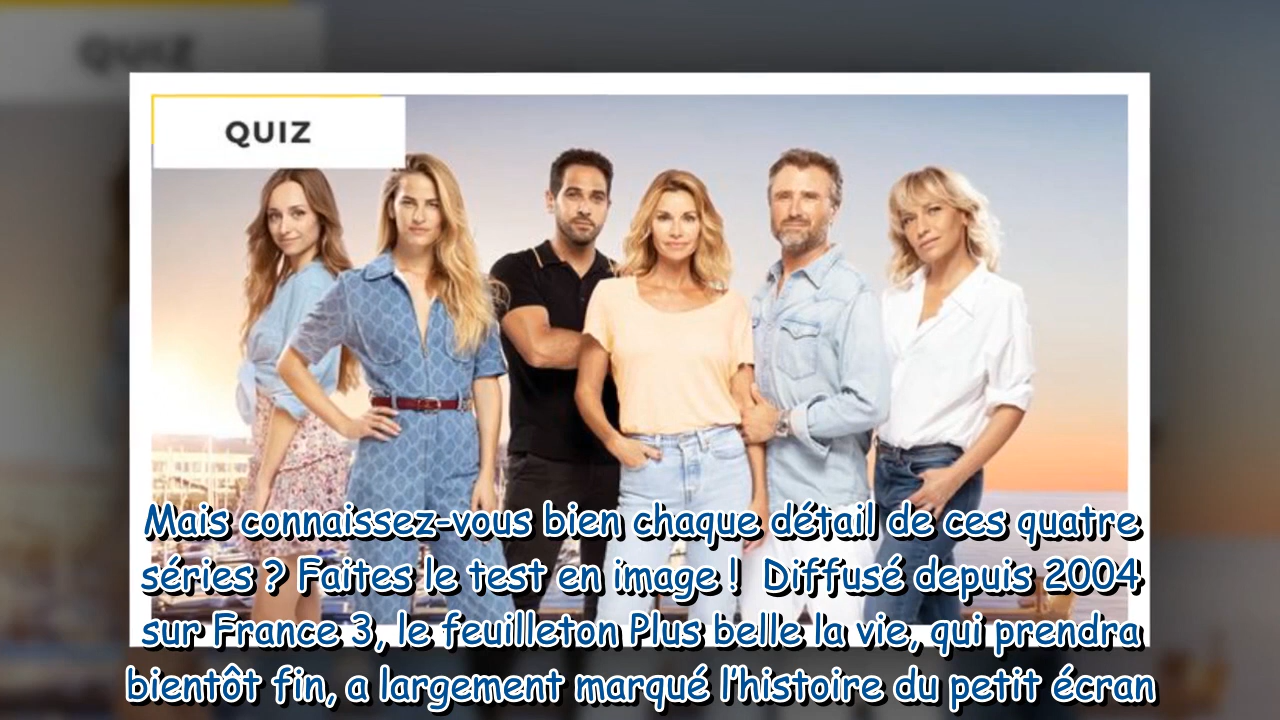 QUIZ
QUIZ
Mais connaissez-vous bien chaque détail de ces quatre
séries ? Faites le test en image !  Diffusé depuis 2004
sur France 3, le feuilleton Plus belle la vie, qui prendra
bientôt fin, a largement marqué l'histoire du petit écran